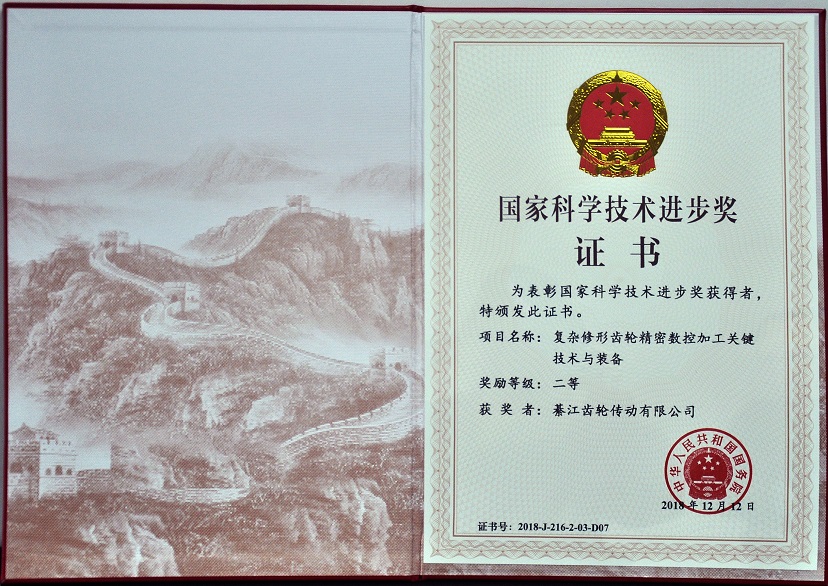 国家科学技术进步奖
证书
为表彰国家科学技术进步奖获得者，
特颁发此证书。
项目名称：复杂修形齿轮精密数控加工关键
技术与装备
奖励等级：二等
获奖者：綦江齿轮传动有限公司
中华人民共和国国务院
2018年12月12日
证书号：2018-J-216-2-03-D07